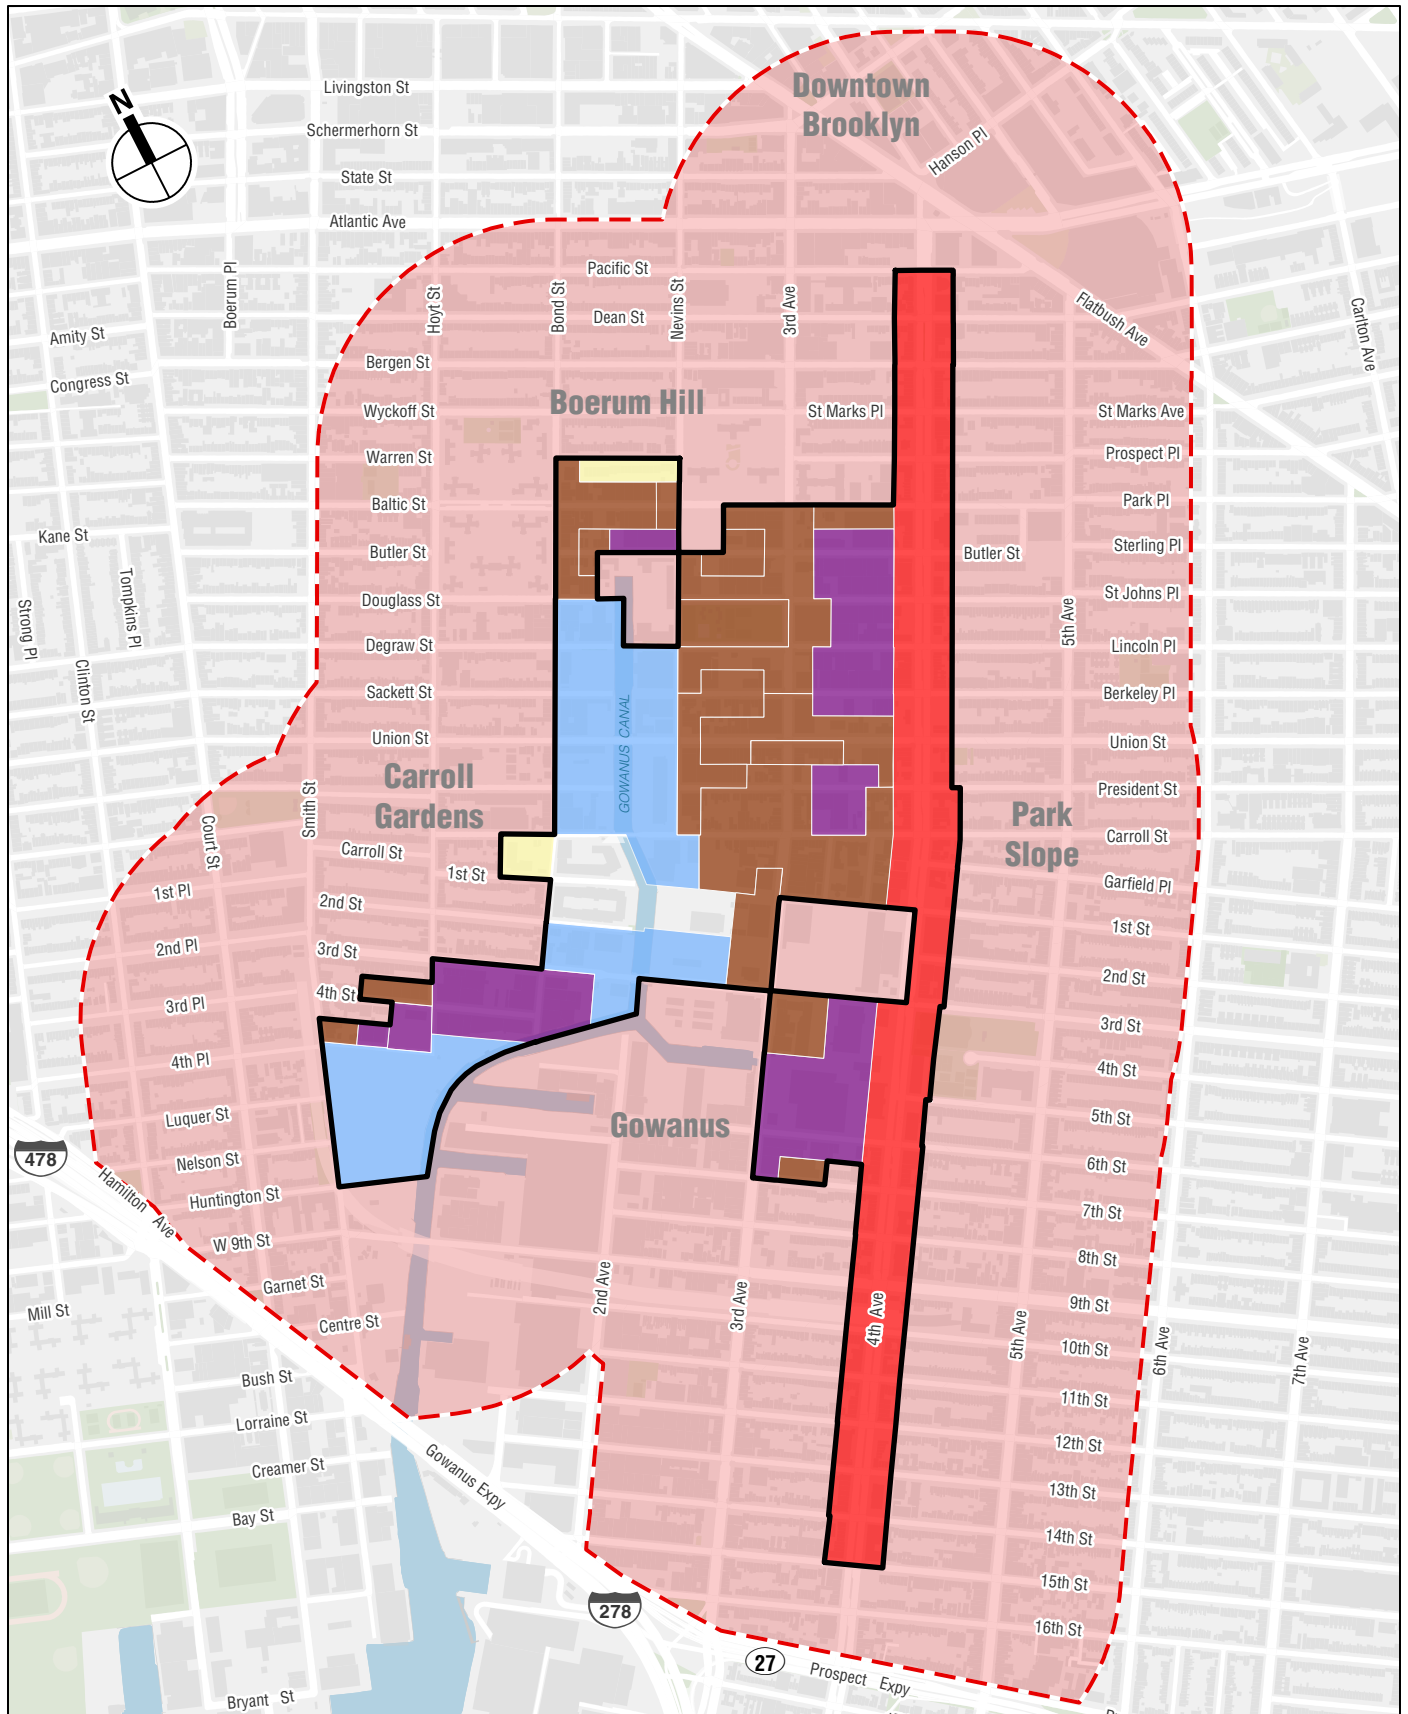 Downtown
Brooklyn
N
Livingston St
Schermerhorn St
State St
Atlantic Ave
Hanson Pl
Pacific St
Dean St
Boerum Pl
Hoyt St
Bond St
Nevins St
3rd Ave
Flatbush Ave
Carlton Ave
Amity St
Congress St
Bergen St
Wyckoff St
Boerum Hill
St Marks Pl
St Marks Ave
Warren St
Prospect Pl
Baltic St
Park Pl
Kane St
Butler St
Butler St
Sterling Pl
Tompkins Pl
Strong Pl
Douglass St
St Johns Pl
5th Ave
Degraw St
Lincoln Pl
Clinton St
Sackett St
Berkeley Pl
GOWANUS CANAL
Union St
Union St
Carroll
Gardens
Smith St
President St
Park
Slope
Court St
Carroll St
Carroll St
1st St
Garfield Pl
1st Pl
2nd St
1st St
2nd Pl
3rd St
2nd St
3rd Pl
4th St
3rd St
4th Pl
4th St
Luquer St
Gowanus
5th St
478
Nelson St
6th St
Hamilton Ave
Huntington St
7th St
W 9th St
8th St
Garnet St
2nd Ave
3rd Ave
4th Ave
5th Ave
6th Ave
7th Ave
9th St
Mill St
Centre St
10th St
Bush St
11th St
Lorraine St
12th St
Creamer St
Gowanus Expy
13th St
Bay St
14th St
15th St
278
16th St
27
Prospect Expy
Bryant St